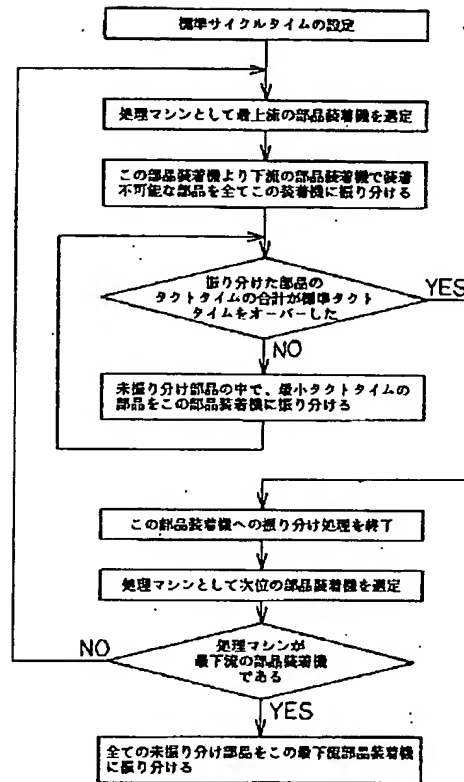 標準サイクルタイムの設定
処理マシンとして最上流の部品装着機を選定
この部品装着機より下流の部品装着機で装着
不可能な部品を全てこの装着機に振り分ける
振り分けた部品の
タクトタイムの合計が標準タクト
タイムをオーバーした
YES
NO
未振り分け部品の中で、最小タクトタイムの
部品をこの部品装着機に振り分ける
この部品装着機への振り分け処理を終了
処理マシンとして次位の部品装着機を選定
NO
処理マシンが
最下流の部品装着機
である
YES
全ての未振り分け部品をこの最下流部品装着機
に振り分ける